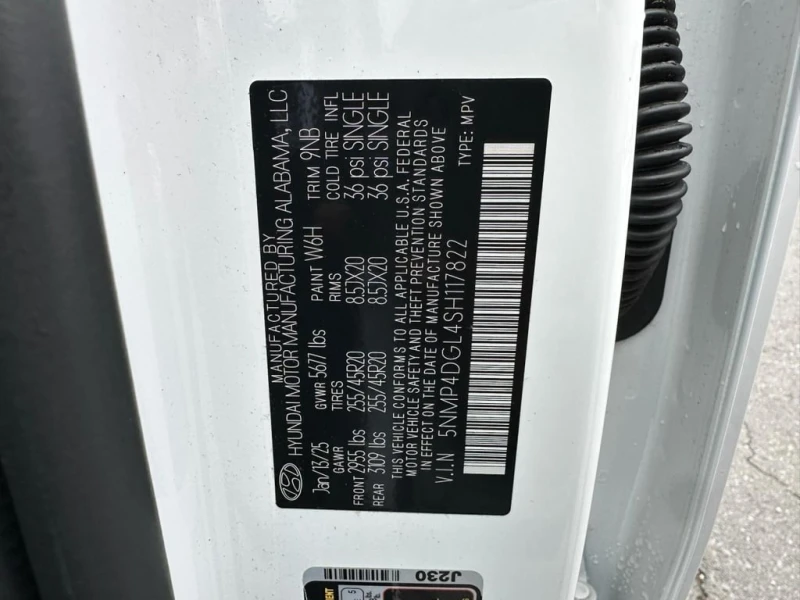 MANUFACTURED BY
HYUNDAI MOTOR MANUFACTURING ALABAMA, LLC
Jan/13/25 GVWR 5677 lbs PAINT W6H TRIM 9NB
GAWR TIRES RIMS COLD TIRE INFL
FRONT 2955 lbs 255/45R20 8.5JX20 36 psi SINGLE
REAR 3109 lbs 255/45R20 8.5JX20 36 psi SINGLE
THIS VEHICLE CONFORMS TO ALL APPLICABLE U.S.A. FEDERAL
MOTOR VEHICLE SAFETY AND THEFT PREVENTION STANDARDS
IN EFFECT ON THE DATE OF MANUFACTURE SHOWN ABOVE
V.I.N 5NMP4DGL4SH117822
TYPE: MPV
J230